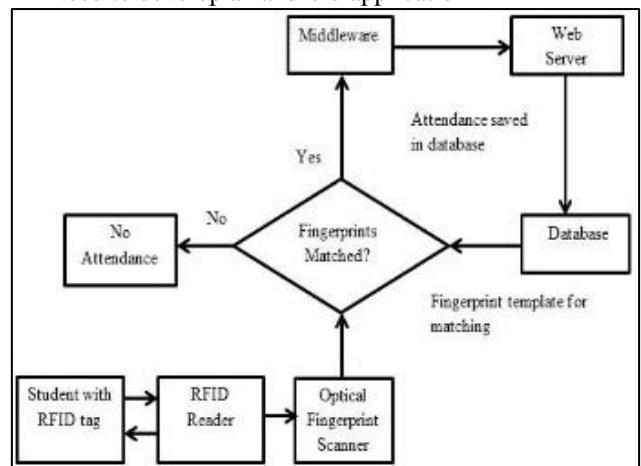 Middleware
Web
Server
Attendance saved
in database
Yes
No
No
Attendance
Fingerprints
Matched?
Database
Fingerprint template for
matching
Student with
RFID tag
RFID
Reader
Optical
Fingerprint
Scanner